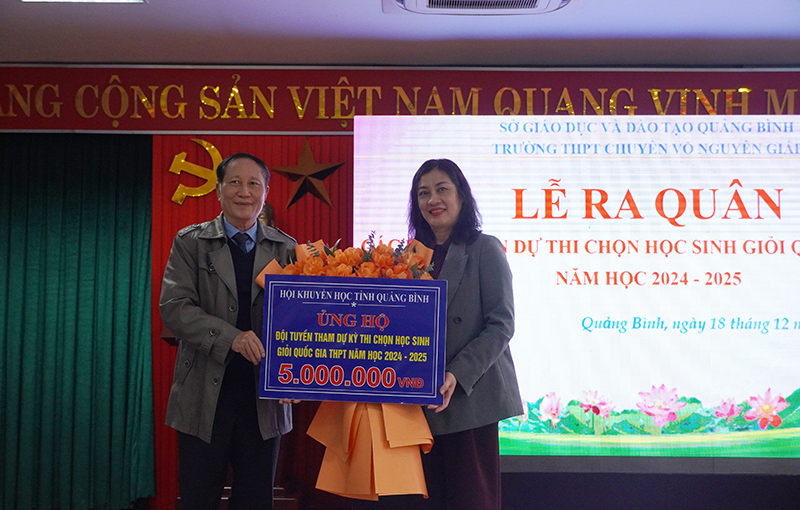 ẢNG CỘNG SẢN VIỆT NAM QUANG VINH M
SỞ GIÁO DỤC VÀ ĐÀO TẠO QUẢNG BÌNH
TRƯỜNG THPT CHUYÊN VÕ NGUYÊN GIÁP
LỄ RA QUÂN
DỰ THI CHỌN HỌC SINH GIỎI Q
NĂM HỌC 2024 - 2025
Quảng Bình, ngày 18 tháng 12
HỘI KHUYẾN HỌC TỈNH QUẢNG BÌNH
ỦNG HỘ
ĐỘI TUYỂN THAM DỰ KỲ THI CHỌN HỌC SINH
GIỎI QUỐC GIA THPT NĂM HỌC 2024 - 2025
5.000.000 VNĐ